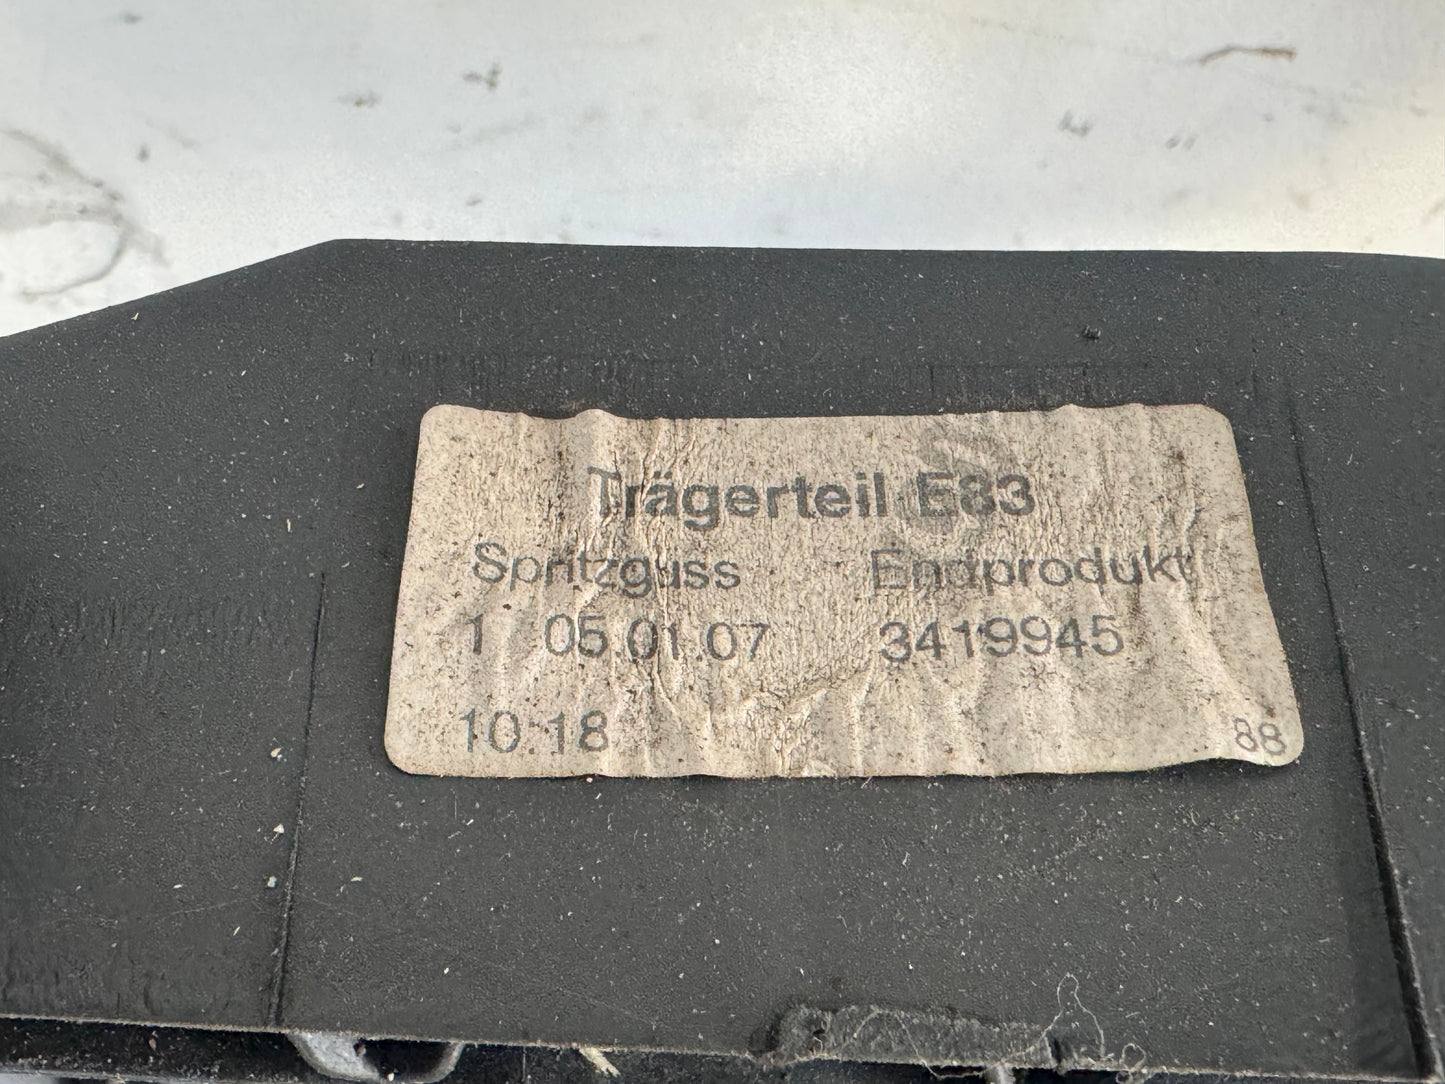 Trägerteil E83
Spritzguss Endprodukt
1 05.01.07 3419945
10:18 88